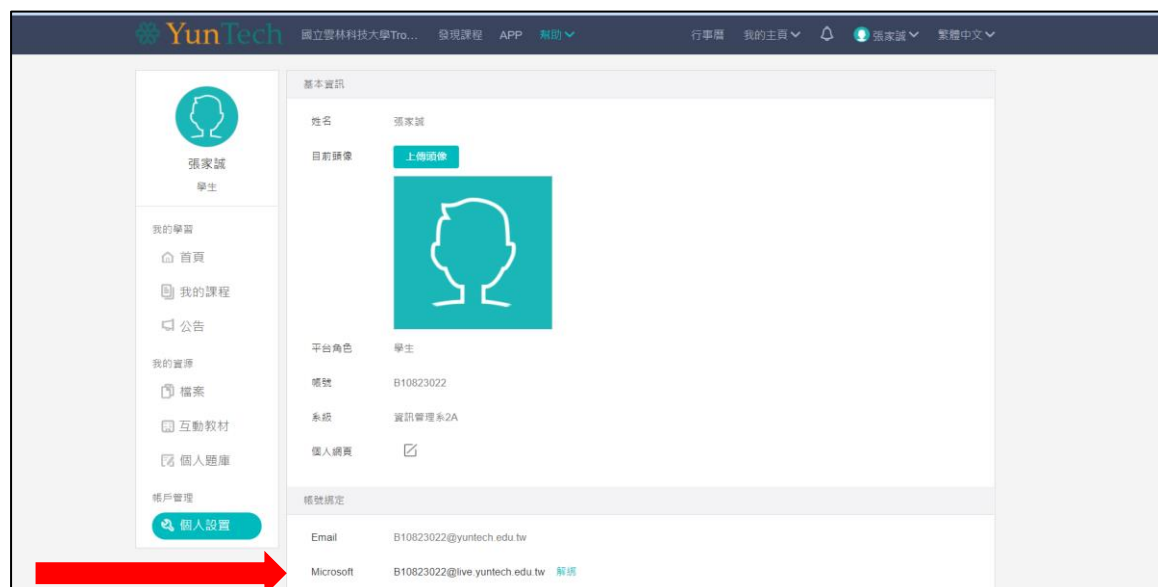 YunTech 國立雲林科技大學Tro... 發現課程 APP 幫助 行事曆 我的主頁 張家誠 繁體中文
張家誠
學生
我的學習
首頁
我的課程
公告
我的資源
檔案
互動教材
個人題庫
帳戶管理
個人設置
基本資訊
姓名 張家誠
目前頭像 上傳頭像
平台角色 學生
帳號 B10823022
系級 資訊管理系2A
個人網頁
帳號綁定
Email B10823022@yuntech.edu.tw
Microsoft B10823022@live.yuntech.edu.tw 解綁